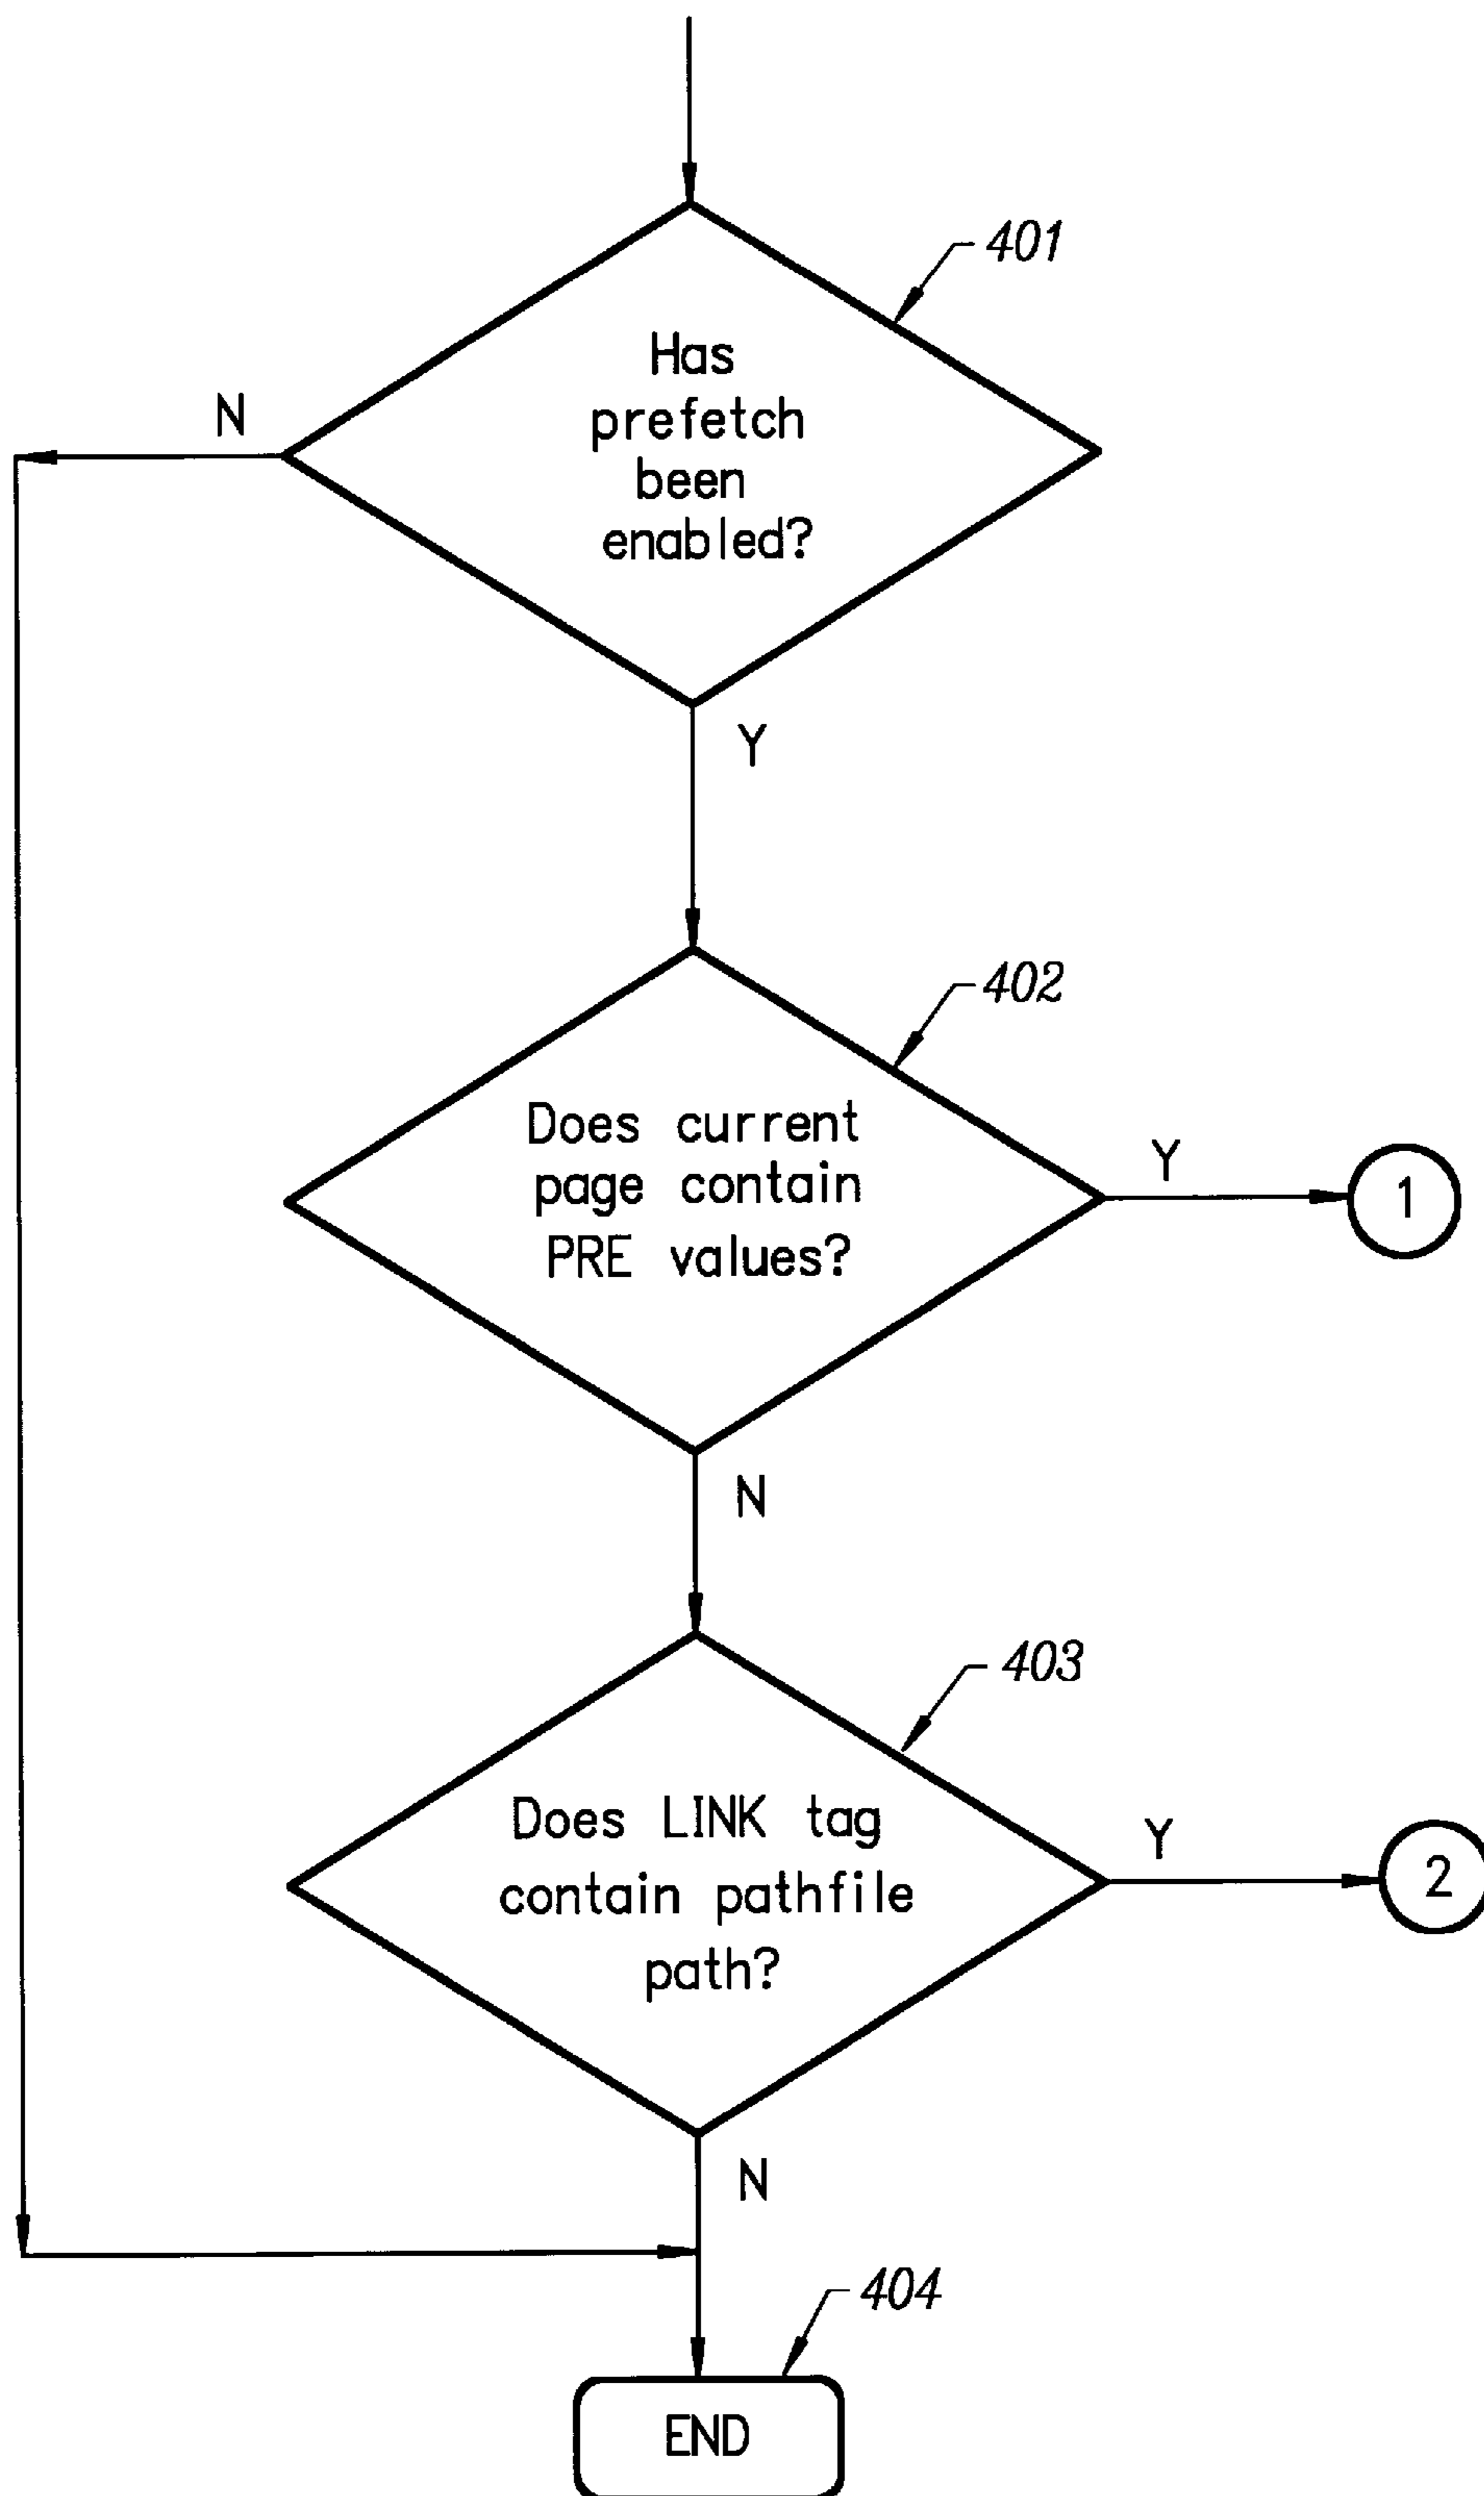 401
Has
prefetch
been
enabled?
N
Y
402
Does current
page contain
PRE values?
Y
1
N
403
Does LINK tag
contain pathfile
path?
Y
2
N
404
END